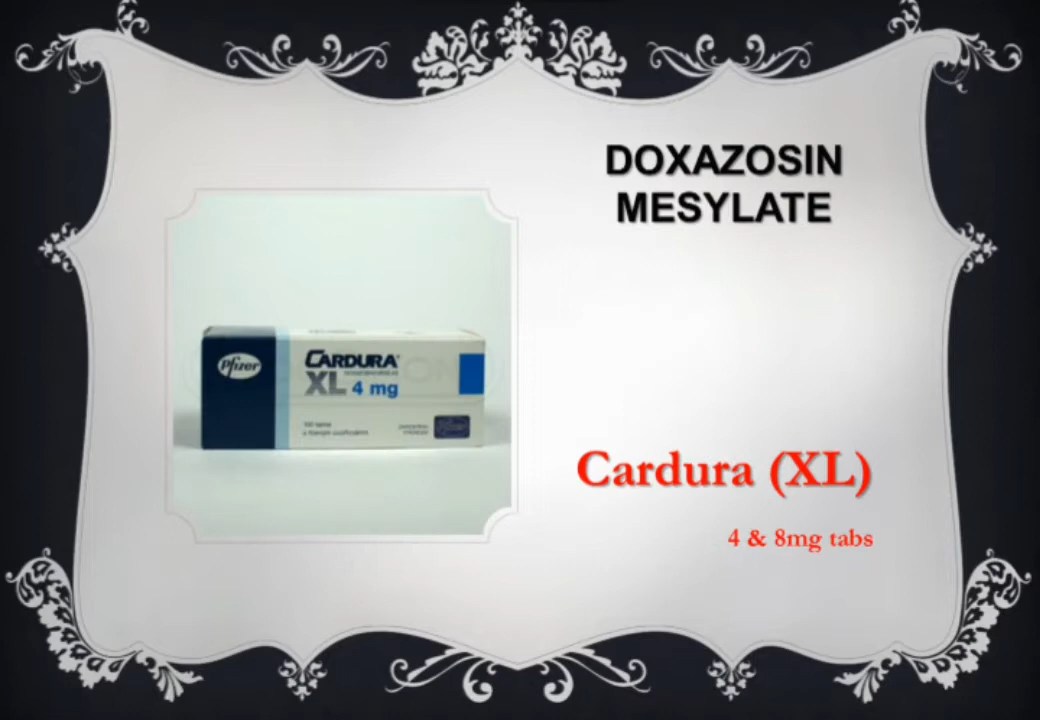 DOXAZOSIN
MESYLATE
Pfizer
CARDURA
XL 4 mg
Cardura (XL)
4 & 8mg tabs